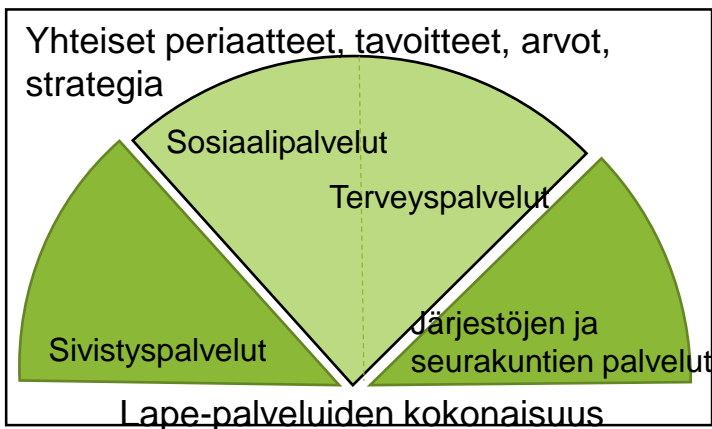 Yhteiset periaatteet, tavoitteet, arvot,
strategia
Sosiaalipalvelut
Terveyspalvelut
Sivistyspalvelut
Järjestöjen ja
seurakuntien palvelut
Lape-palveluiden kokonaisuus